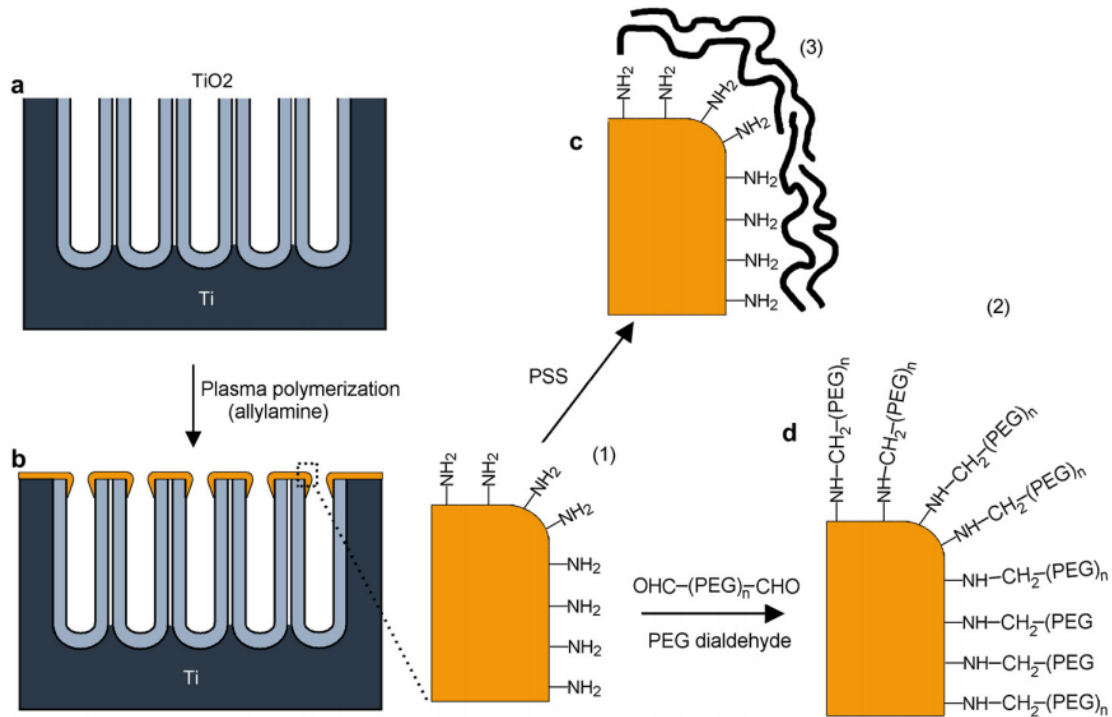 a
TiO2
Ti
Plasma polymerization
(allylamine)
b
Ti
(1)
NH2
NH2
NH2
NH2
NH2
NH2
NH2
NH2
PSS
c
(3)
NH2
NH2
NH2
NH2
NH2
NH2
NH2
NH2
OHC–(PEG)n–CHO
PEG dialdehyde
(2)
d
NH–CH2–(PEG)n
NH–CH2–(PEG)n
NH–CH2–(PEG)n
NH–CH2–(PEG)n
NH–CH2–(PEG)n
NH–CH2–(PEG
NH–CH2–(PEG
NH–CH2–(PEG)n